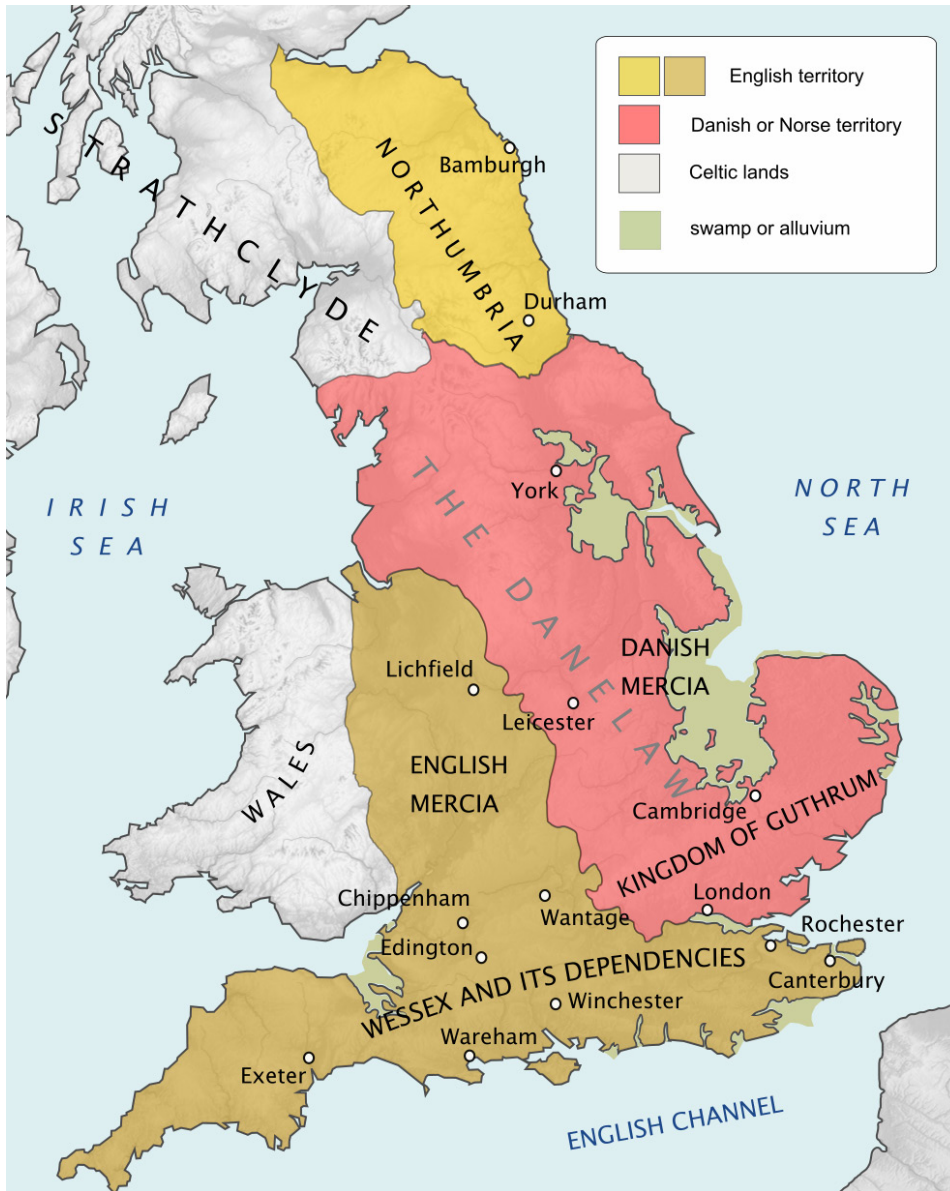 English territory
Danish or Norse territory
Celtic lands
swamp or alluvium
STRATHCLYDE
NORTHUMBRIA
Bamburgh
Durham
THE DANELAW
York
IRISH
SEA
NORTH
SEA
DANISH
MERCIA
Lichfield
Leicester
WALES
ENGLISH
MERCIA
Cambridge
KINGDOM OF GUTHRUM
London
Chippenham
Wantage
Rochester
Edington
WESSEX AND ITS DEPENDENCIES
Canterbury
Winchester
Wareham
Exeter
ENGLISH CHANNEL